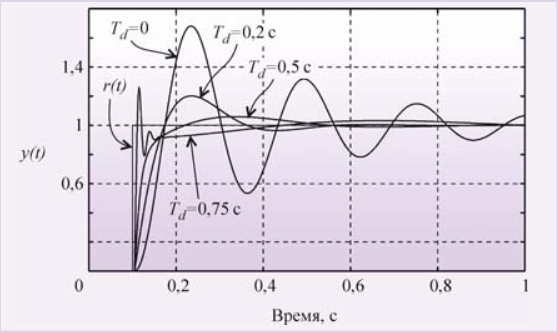 T_d=0
T_d=0,2 с
T_d=0,5 с
r(t)
1,4
1
y(t)
0,6
T_d=0,75 с
0
0,2
0,4
0,6
0,8
1
Время, с